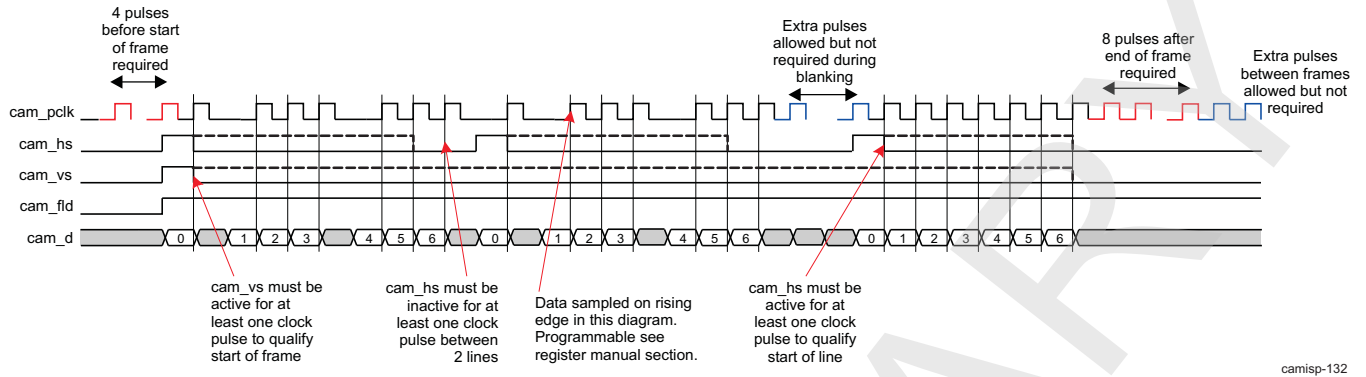 4 pulses
before start
of frame
required
Extra pulses
allowed but not
required during
blanking
8 pulses after
end of frame
required
Extra pulses
between frames
allowed but not
required
cam_pclk
cam_hs
cam_vs
cam_fld
cam_d
0 1 2 3 4 5 6 0 1 2 3 4 5 6 0 1 2 3 4 5 6
cam_vs must be
active for at
least one clock
pulse to qualify
start of frame
cam_hs must be
inactive for at
least one clock
pulse between
2 lines
Data sampled on rising
edge in this diagram.
Programmable see
register manual section.
cam_hs must be
active for at
least one clock
pulse to qualify
start of line
camisp-132